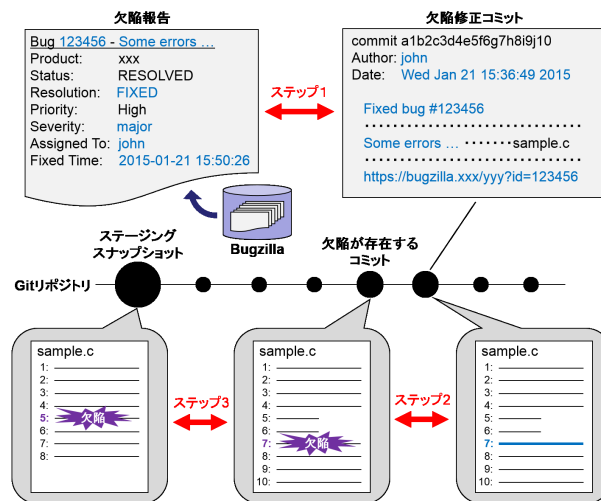 欠陥報告
Bug 123456 - Some errors …
Product: xxx
Status: RESOLVED
Resolution: FIXED
Priority: High
Severity: major
Assigned To: john
Fixed Time: 2015-01-21 15:50:26
ステップ1
欠陥修正コミット
commit a1b2c3d4e5f6g7h8i9j10
Author: john
Date: Wed Jan 21 15:36:49 2015
Fixed bug #123456
Some errors … ・・・・・・・sample.c
https://bugzilla.xxx/yyy?id=123456
Bugzilla
ステージング
スナップショット
欠陥が存在する
コミット
Gitリポジトリ
sample.c
1:
2:
3:
4:
5: 欠陥
6:
7:
8:
ステップ3
sample.c
1:
2:
3:
4:
5:
6:
7: 欠陥
8:
9:
10:
ステップ2
sample.c
1:
2:
3:
4:
5:
6:
7:
8:
9:
10: